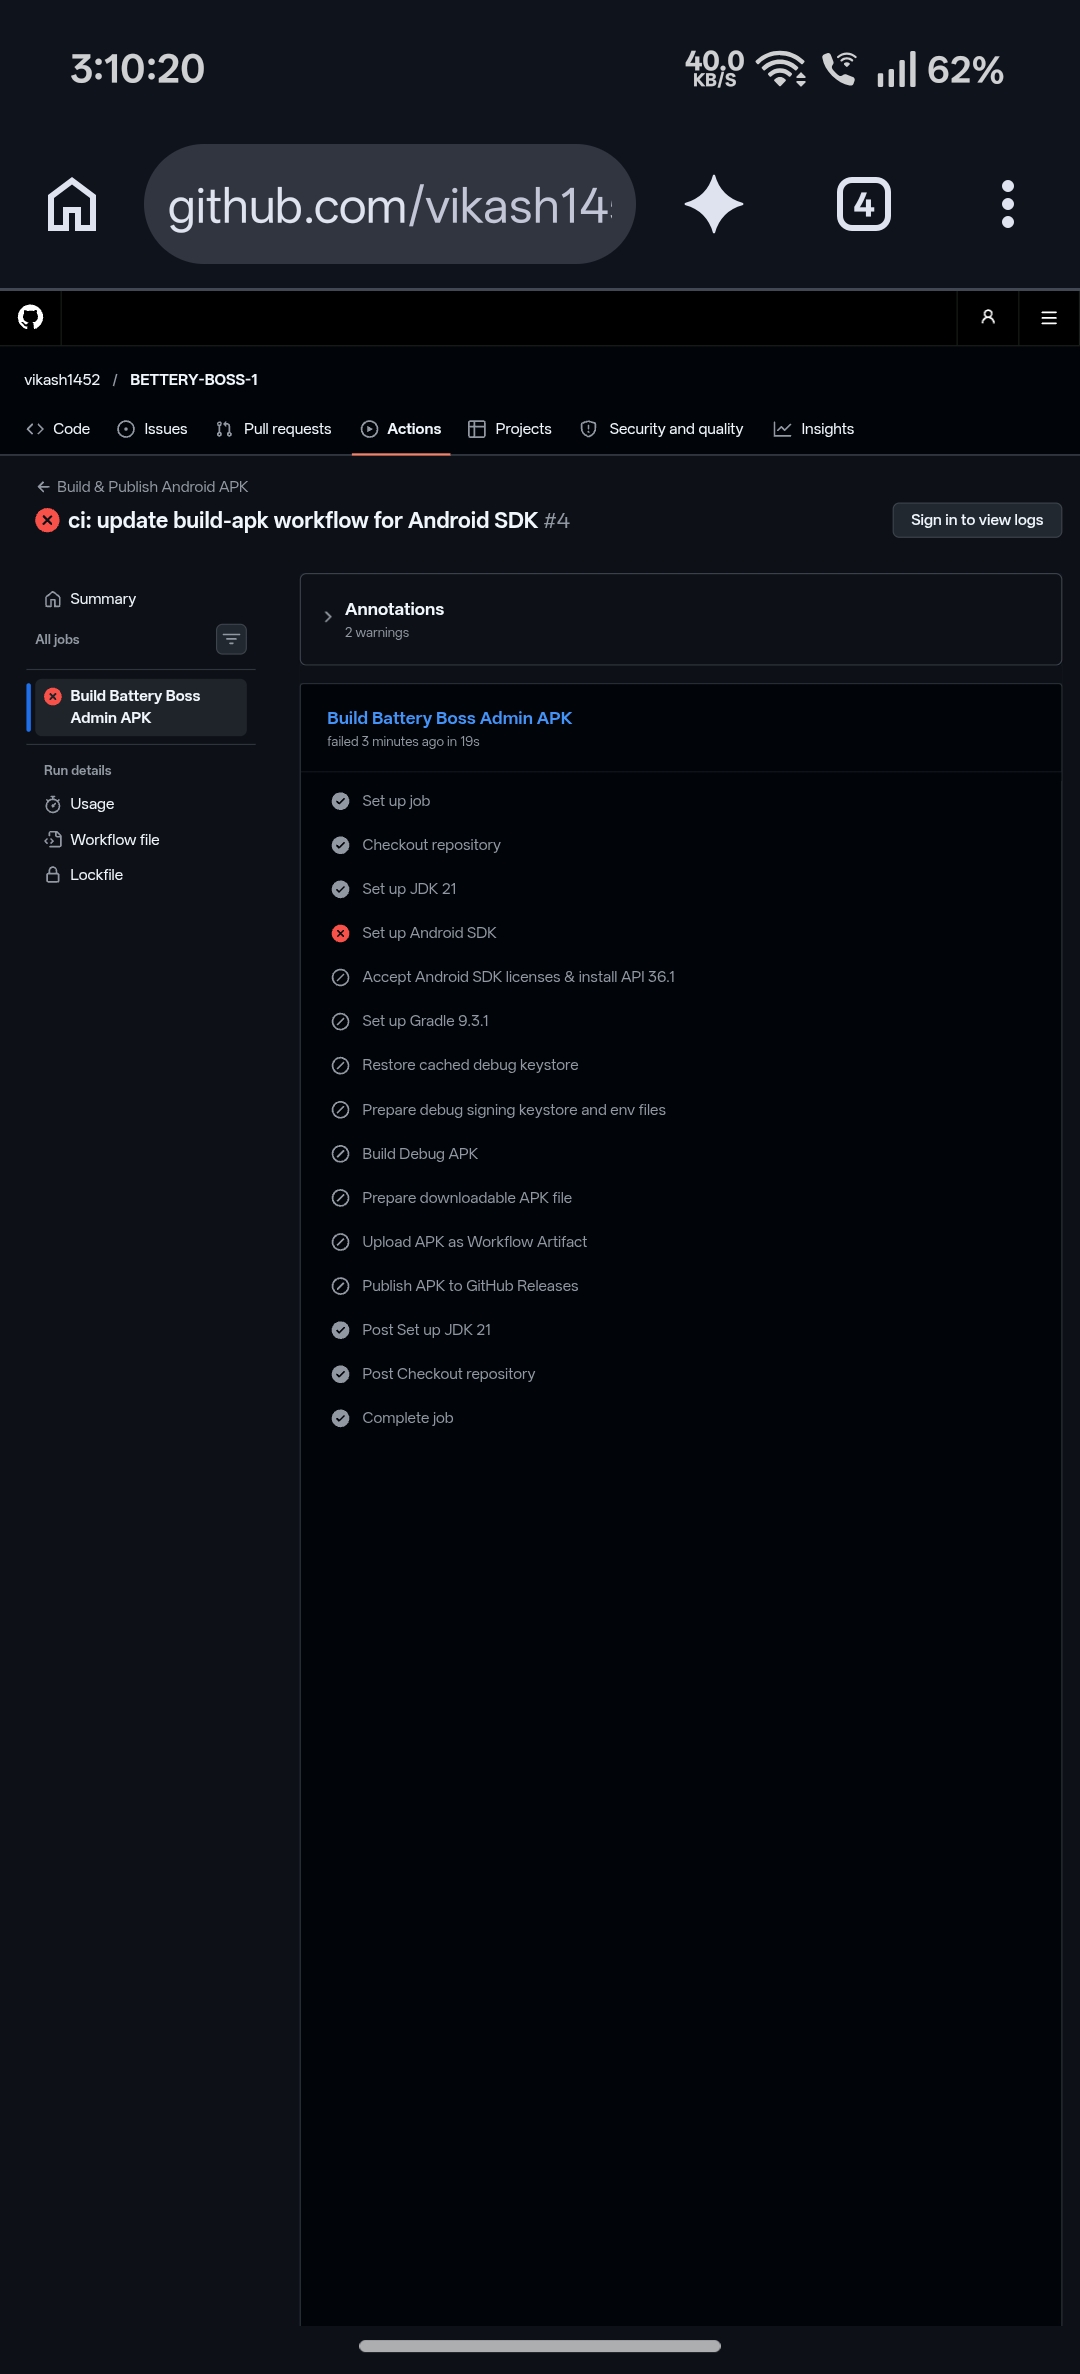 3:10:20
40.0
KB/S
62%
github.com/vikash14
4
vikash1452 / BETTERY-BOSS-1
Code
Issues
Pull requests
Actions
Projects
Security and quality
Insights
Build & Publish Android APK
ci: update build-apk workflow for Android SDK #4
Sign in to view logs
Summary
All jobs
Build Battery Boss
Admin APK
Run details
Usage
Workflow file
Lockfile
Annotations
2 warnings
Build Battery Boss Admin APK
failed 3 minutes ago in 19s
Set up job
Checkout repository
Set up JDK 21
Set up Android SDK
Accept Android SDK licenses & install API 36.1
Set up Gradle 9.3.1
Restore cached debug keystore
Prepare debug signing keystore and env files
Build Debug APK
Prepare downloadable APK file
Upload APK as Workflow Artifact
Publish APK to GitHub Releases
Post Set up JDK 21
Post Checkout repository
Complete job